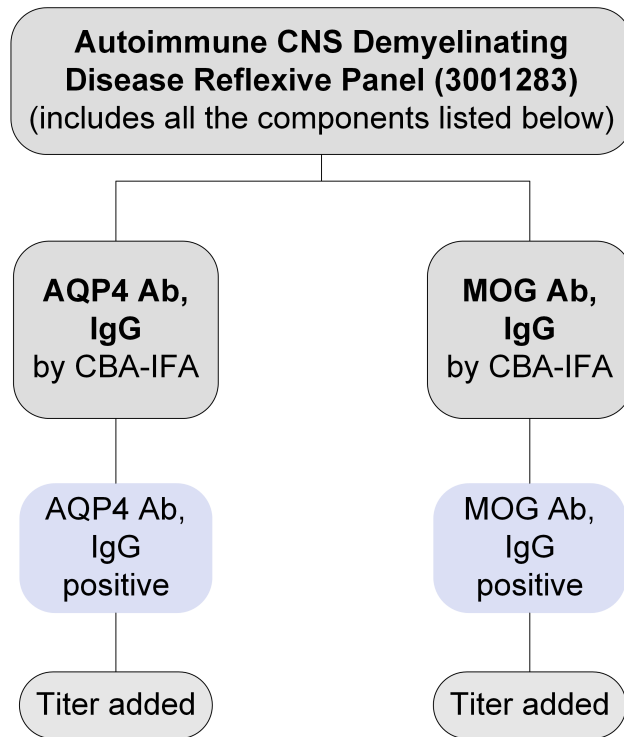 Autoimmune CNS Demyelinating
Disease Reflexive Panel (3001283)
(includes all the components listed below)
AQP4 Ab,
IgG
by CBA-IFA
MOG Ab,
IgG
by CBA-IFA
AQP4 Ab,
IgG
positive
MOG Ab,
IgG
positive
Titer added
Titer added